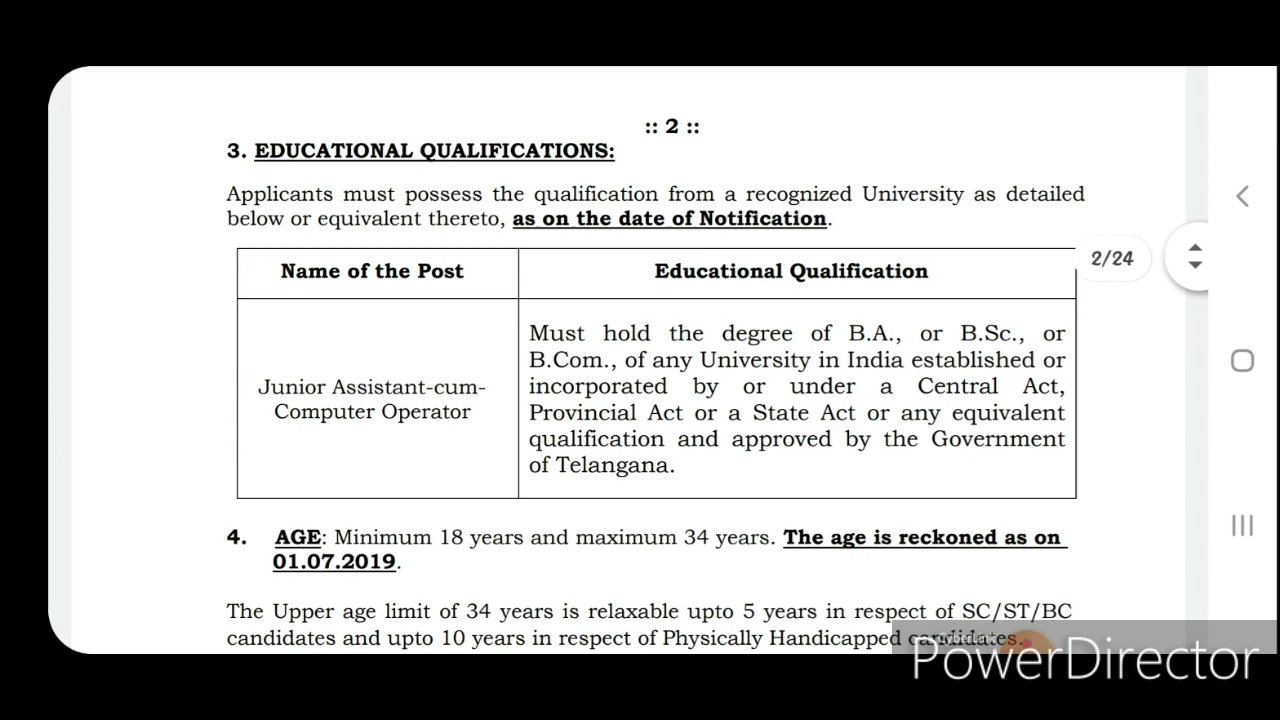 :: 2 ::
3. EDUCATIONAL QUALIFICATIONS:
Applicants must possess the qualification from a recognized University as detailed
below or equivalent thereto, as on the date of Notification.
Name of the Post
Educational Qualification
2/24
Junior Assistant-cum-
Computer Operator
Must hold the degree of B.A., or B.Sc., or
B.Com., of any University in India established or
incorporated by or under a Central Act,
Provincial Act or a State Act or any equivalent
qualification and approved by the Government
of Telangana.
4. AGE: Minimum 18 years and maximum 34 years. The age is reckoned as on
01.07.2019.
The Upper age limit of 34 years is relaxable upto 5 years in respect of SC/ST/BC
candidates and upto 10 years in respect of Physically Handicapped candidates.
CyberLink
PowerDirector